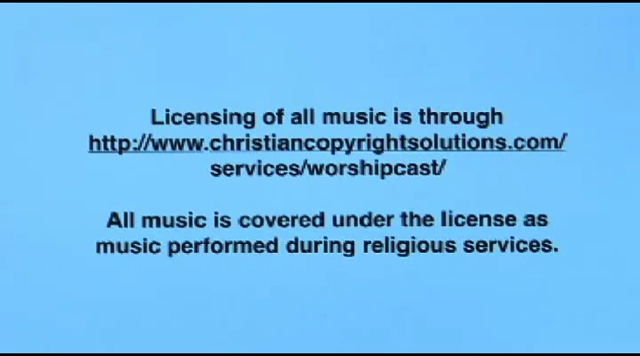 Licensing of all music is through
http://www.christiancopyrightsolutions.com/
services/worshipcast/
All music is covered under the license as
music performed during religious services.